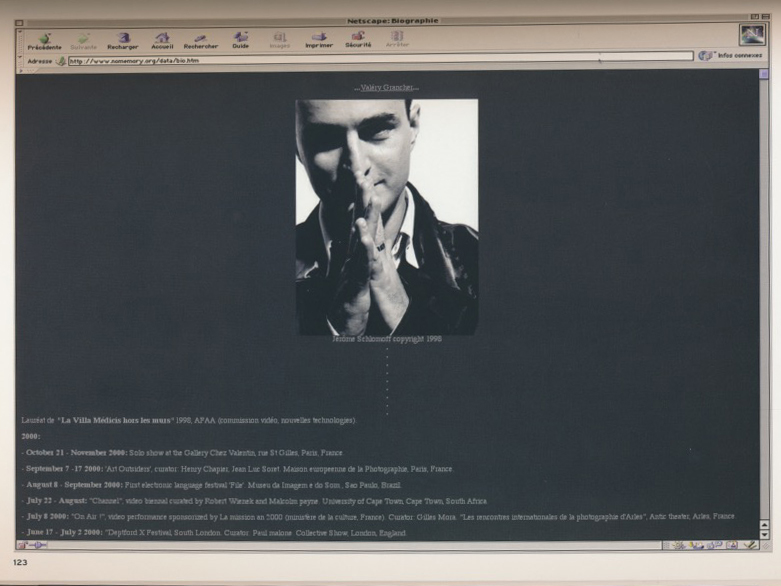 Netscape: Biographie
Précédente Suivante Recharger Accueil Rechercher Guide Images Imprimer Sécurité Arrêter
Adresse http://www.nomemory.org/data/bio.htm Infos connexes
...Valéry Grancher...
Jérôme Schlomoff copyright 1998
Lauréat de "La Villa Médicis hors les murs" 1998, AFAA (commission vidéo, nouvelles technologies).
2000:
- October 21 - November 2000: Solo show at the Gallery Chez Valentin, rue St Gilles, Paris, France
- September 7 -17 2000: 'Art Outsiders', curator: Henry Chapier, Jean Luc Soret. Maison europeenne de la Photographie, Paris, France.
- August 8 - September 2000: First electronic language festival 'File'. Museu da Imagem e do Som, Sao Paulo, Brazil.
- July 22 - August: "Channel", video biennal curated by Robert Wienek and Malcolm payne. University of Cape Town, Cape Town, South Africa
- July 8 2000: "On Air !", video performance sponsorized by La mission an 2000 (ministère de la culture, France). Curator: Gilles Mora. "Les rencontres internationales de la photographie d'Arles", Antic theater, Arles, France
- June 17 - July 2 2000: "Deptford X Festival, South London. Curator: Paul malone. Collective Show, London, England.
123